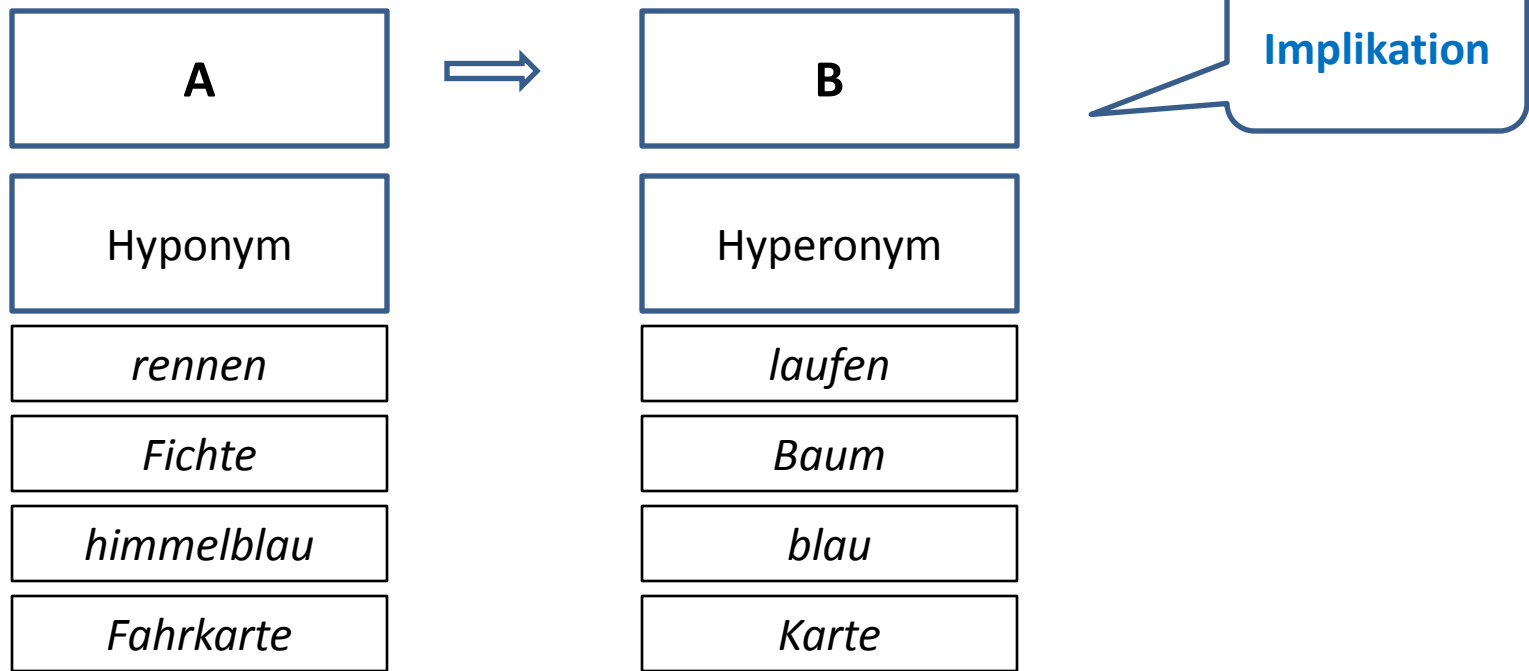 A
B
Implikation
Hyponym
Hyperonym
rennen
laufen
Fichte
Baum
himmelblau
blau
Fahrkarte
Karte